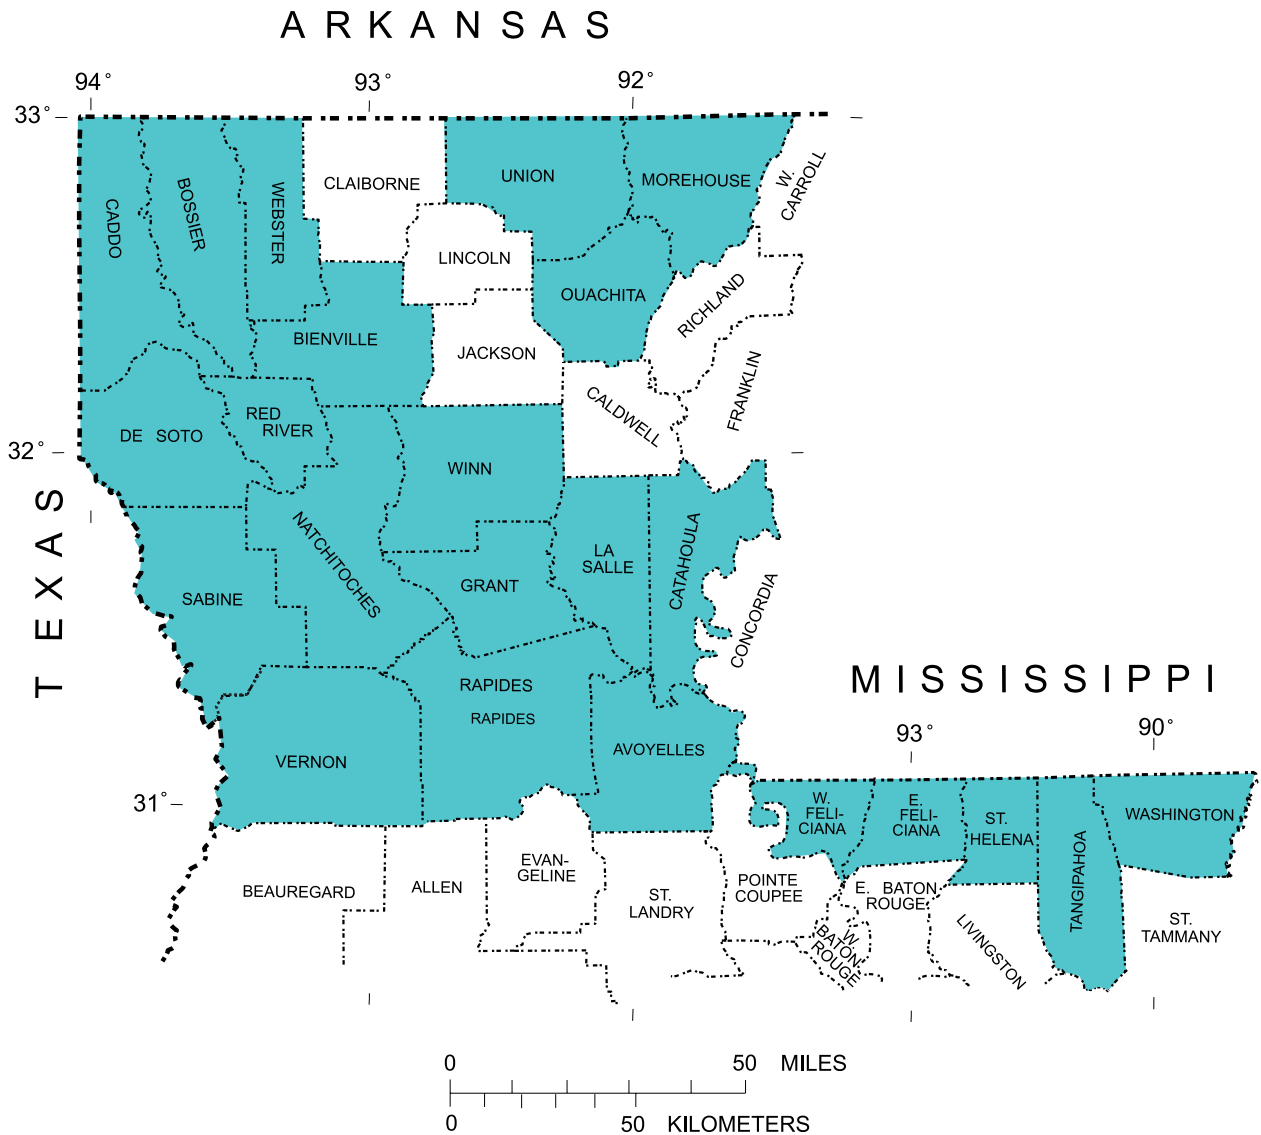 ARKANSAS
94°
93°
92°
33°
CLAIBORNE
UNION
MOREHOUSE
W.
CARROLL
CADDO
BOSSIER
WEBSTER
LINCOLN
OUACHITA
RICHLAND
BIENVILLE
JACKSON
FRANKLIN
CALDWELL
RED
RIVER
DE SOTO
32°
WINN
TEXAS
NATCHITOCHES
LA
SALLE
CATAHOULA
GRANT
SABINE
CONCORDIA
RAPIDES
RAPIDES
MISSISSIPPI
93°
90°
AVOYELLES
VERNON
31°
W.
FELI-
CIANA
E.
FELI-
CIANA
ST.
HELENA
TANGIPAHOA
WASHINGTON
BEAUREGARD
ALLEN
EVAN-
GELINE
ST.
LANDRY
POINTE
COUPEE
E. BATON
ROUGE
W.
BATON
ROUGE
LIVINGSTON
ST.
TAMMANY
0 50 MILES
0 50 KILOMETERS